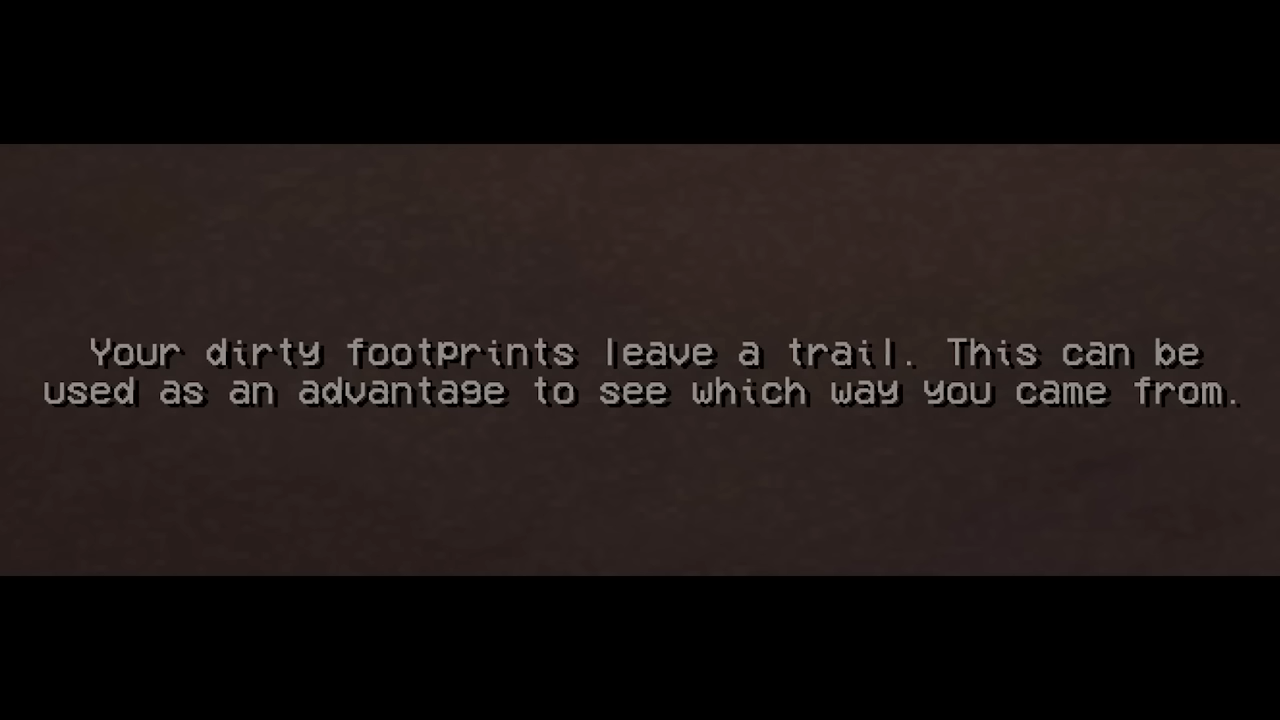 Your dirty footprints leave a trail. This can be
used as an advantage to see which way you came from.